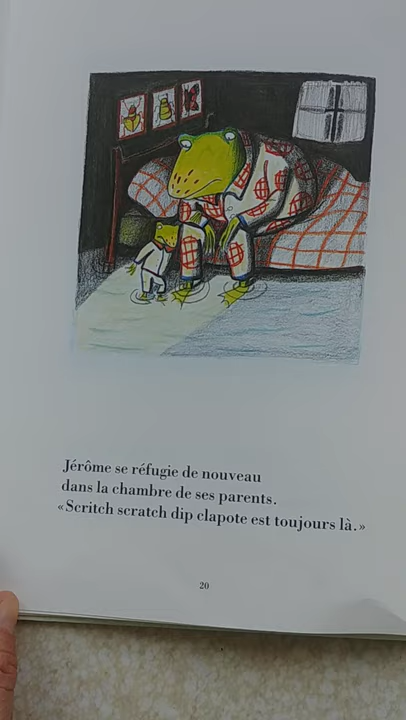 Jérôme se réfugie de nouveau
dans la chambre de ses parents.
«Scritch scratch dip clapote est toujours là.»
20